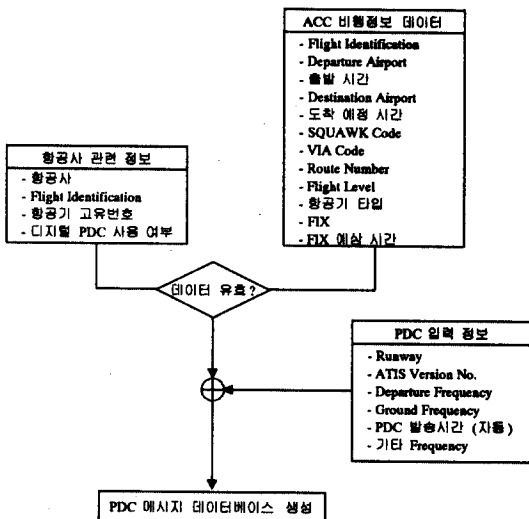 ACC 비행정보 데이터
- Flight Identification
- Departure Airport
- 출발 시간
- Destination Airport
- 도착 예정 시간
- SQUAWK Code
- VIA Code
- Route Number
- Flight Level
- 항공기 타입
- FIX
- FIX 예상 시간
항공사 관련 정보
- 항공사
- Flight Identification
- 항공기 고유번호
- 디지털 PDC 사용 여부
데이터 유효?
PDC 입력 정보
- Runway
- ATIS Version No.
- Departure Frequency
- Ground Frequency
- PDC 발송시간 (자동)
- 기타 Frequency
PDC 메시지 데이터베이스 생성